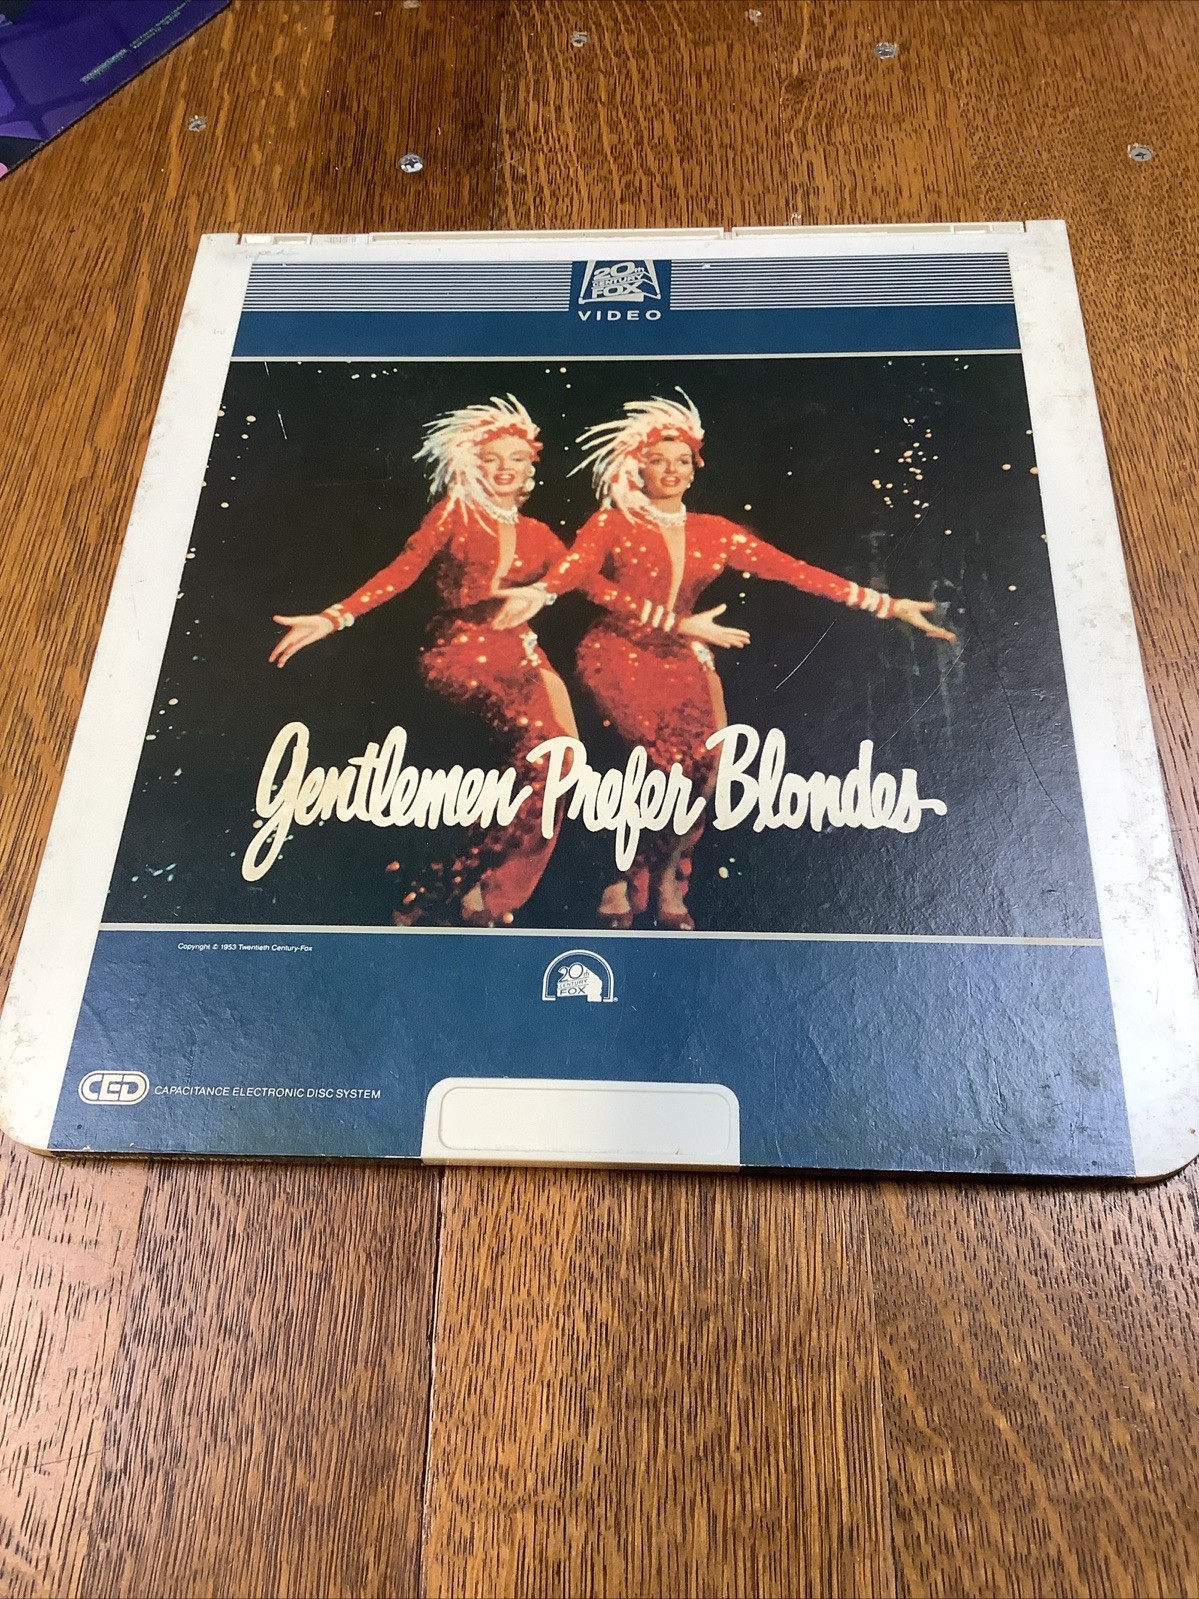 20th
CENTURY
FOX
VIDEO
Gentlemen Prefer Blondes
Copyright © 1953 Twentieth Century-Fox
20th
CENTURY
FOX
®
CED CAPACITANCE ELECTRONIC DISC SYSTEM